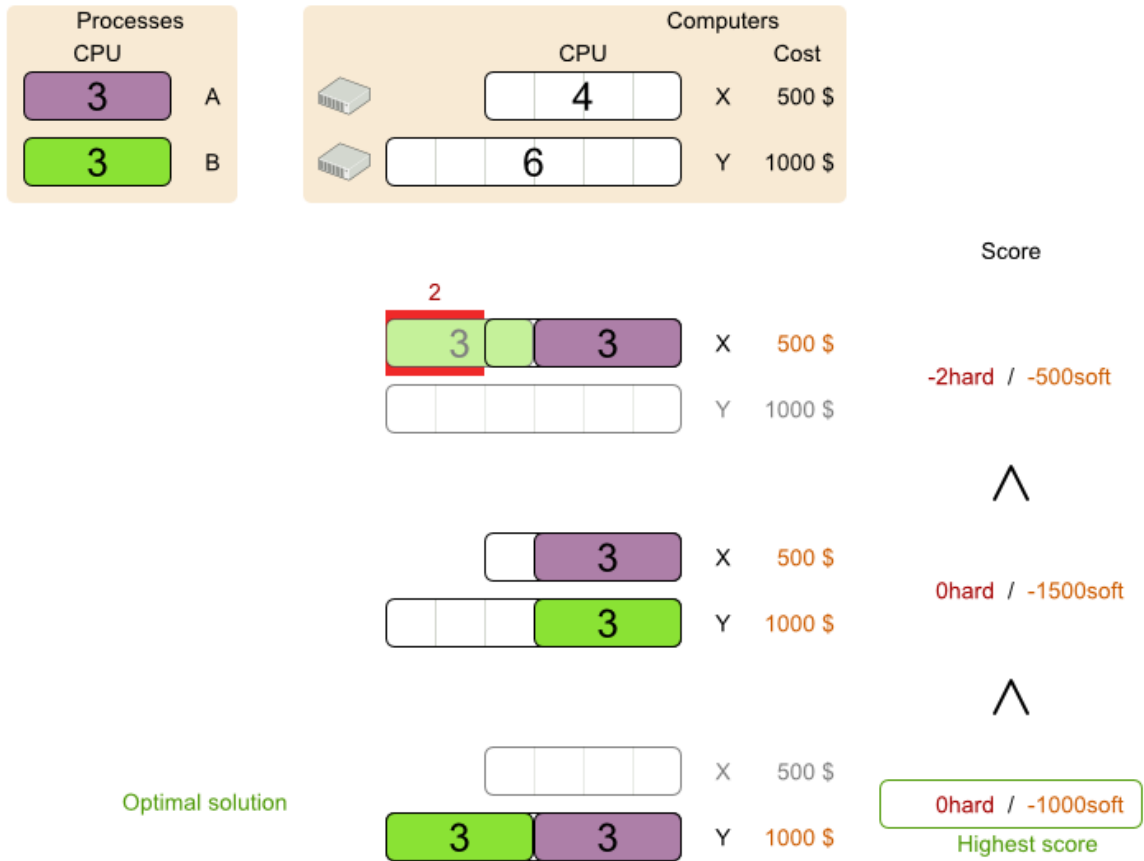 Processes
CPU
3 A
3 B
Computers
CPU Cost
4 X 500 $
6 Y 1000 $
Score
2
3 3 X 500 $
Y 1000 $
-2hard / -500soft
3 X 500 $
3 Y 1000 $
0hard / -1500soft
X 500 $
Optimal solution
3 3 Y 1000 $
0hard / -1000soft
Highest score